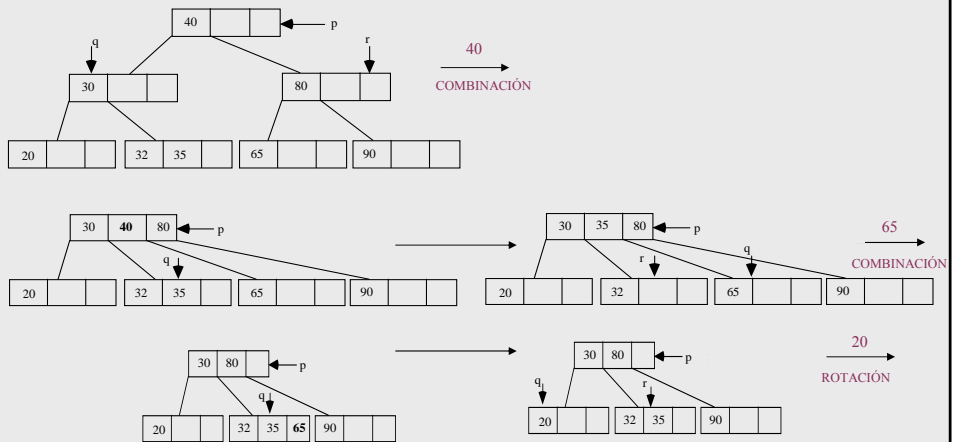 40 p
q r
30 80
40
COMBINACIÓN
20 32 35 65 90
30 40 80 p
q
20 32 35 65 90
30 35 80 p
r q
20 32 65 90
65
COMBINACIÓN
30 80 p
q
20 32 35 65 90
30 80 p
q r
20 32 35 90
20
ROTACIÓN